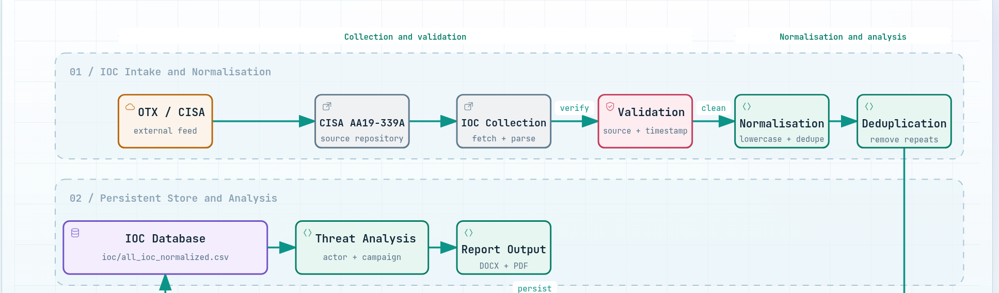 Collection and validation
Normalisation and analysis
01 / IOC Intake and Normalisation
OTX / CISA
external feed
CISA AA19-339A
source repository
IOC Collection
fetch + parse
verify
Validation
source + timestamp
clean
Normalisation
lowercase + dedupe
Deduplication
remove repeats
02 / Persistent Store and Analysis
IOC Database
ioc/all_ioc_normalized.csv
Threat Analysis
actor + campaign
Report Output
DOCX + PDF
persist